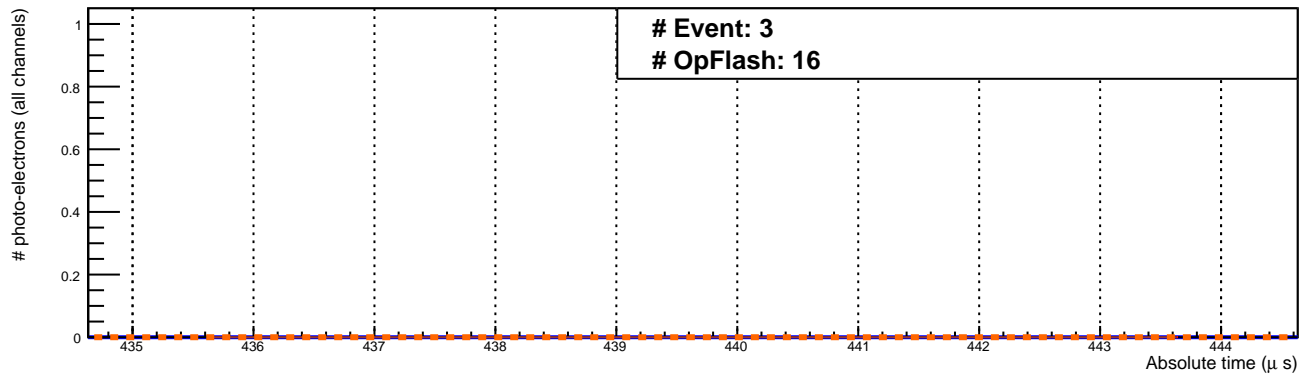 # Event: 3
# OpFlash: 16
# photo-electrons (all channels)
1
0.8
0.6
0.4
0.2
0
435 436 437 438 439 440 441 442 443 444
Absolute time (μ s)